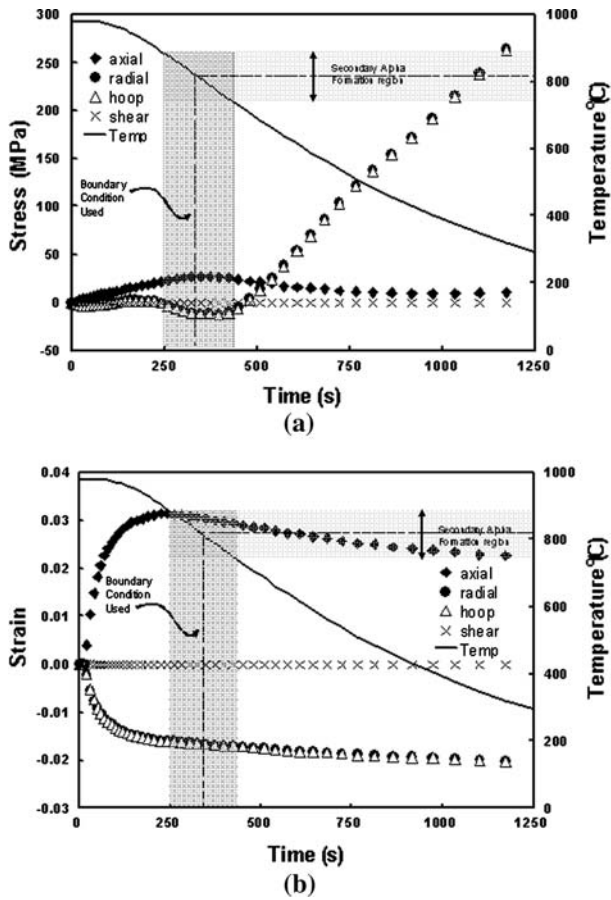 300
250
200
150
100
50
0
-50
Stress (MPa)
axial
radial
hoop
shear
Temp
Boundary
Condition
Used
Secondary Alpha
Formation region
1000
800
600
400
200
0
Temperature°C)
0
250
500
750
1000
1250
Time (s)
(a)
0.04
0.03
0.02
0.01
0.00
-0.01
-0.02
-0.03
Strain
Boundary
Condition
Used
Secondary Alpha
Formation region
axial
radial
hoop
shear
Temp
1000
800
600
400
200
0
Temperature°C)
0
250
500
750
1000
1250
Time (s)
(b)